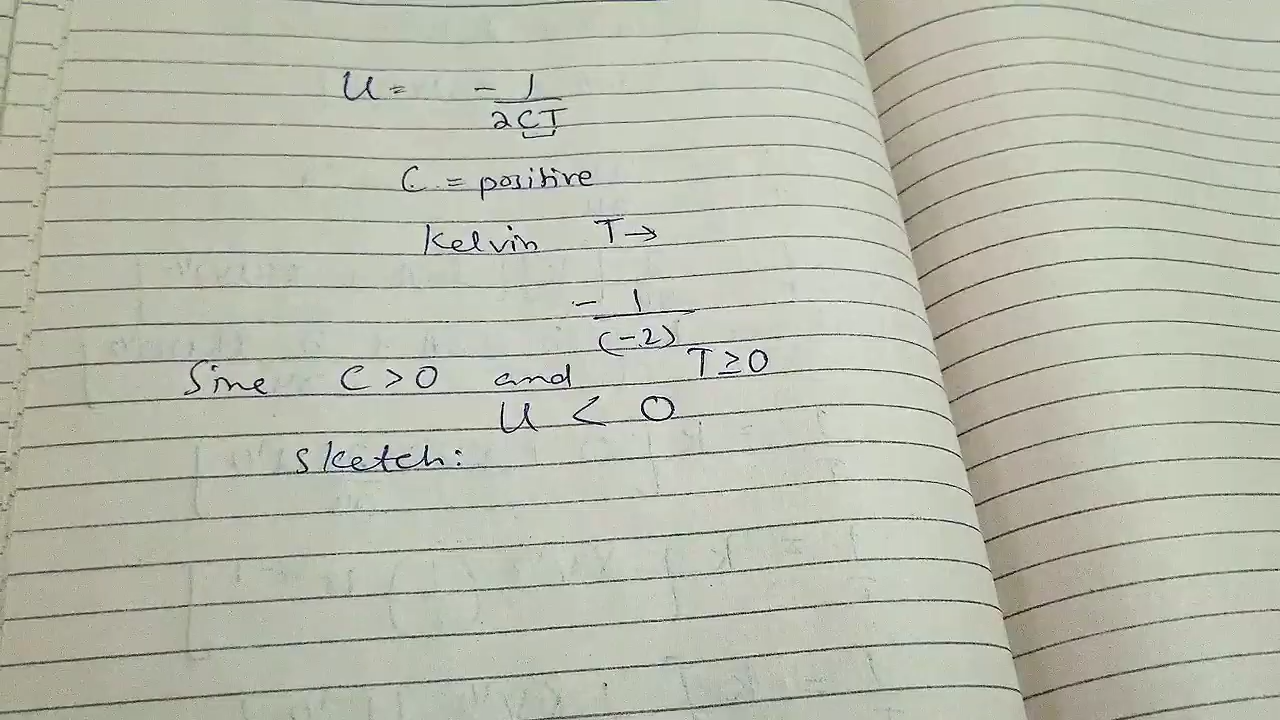 U = - 1 / 2CT
C = positive
Kelvin T →
- 1 / (-2)
Sine C > 0 and T ≥ 0
U < 0
Sketch: